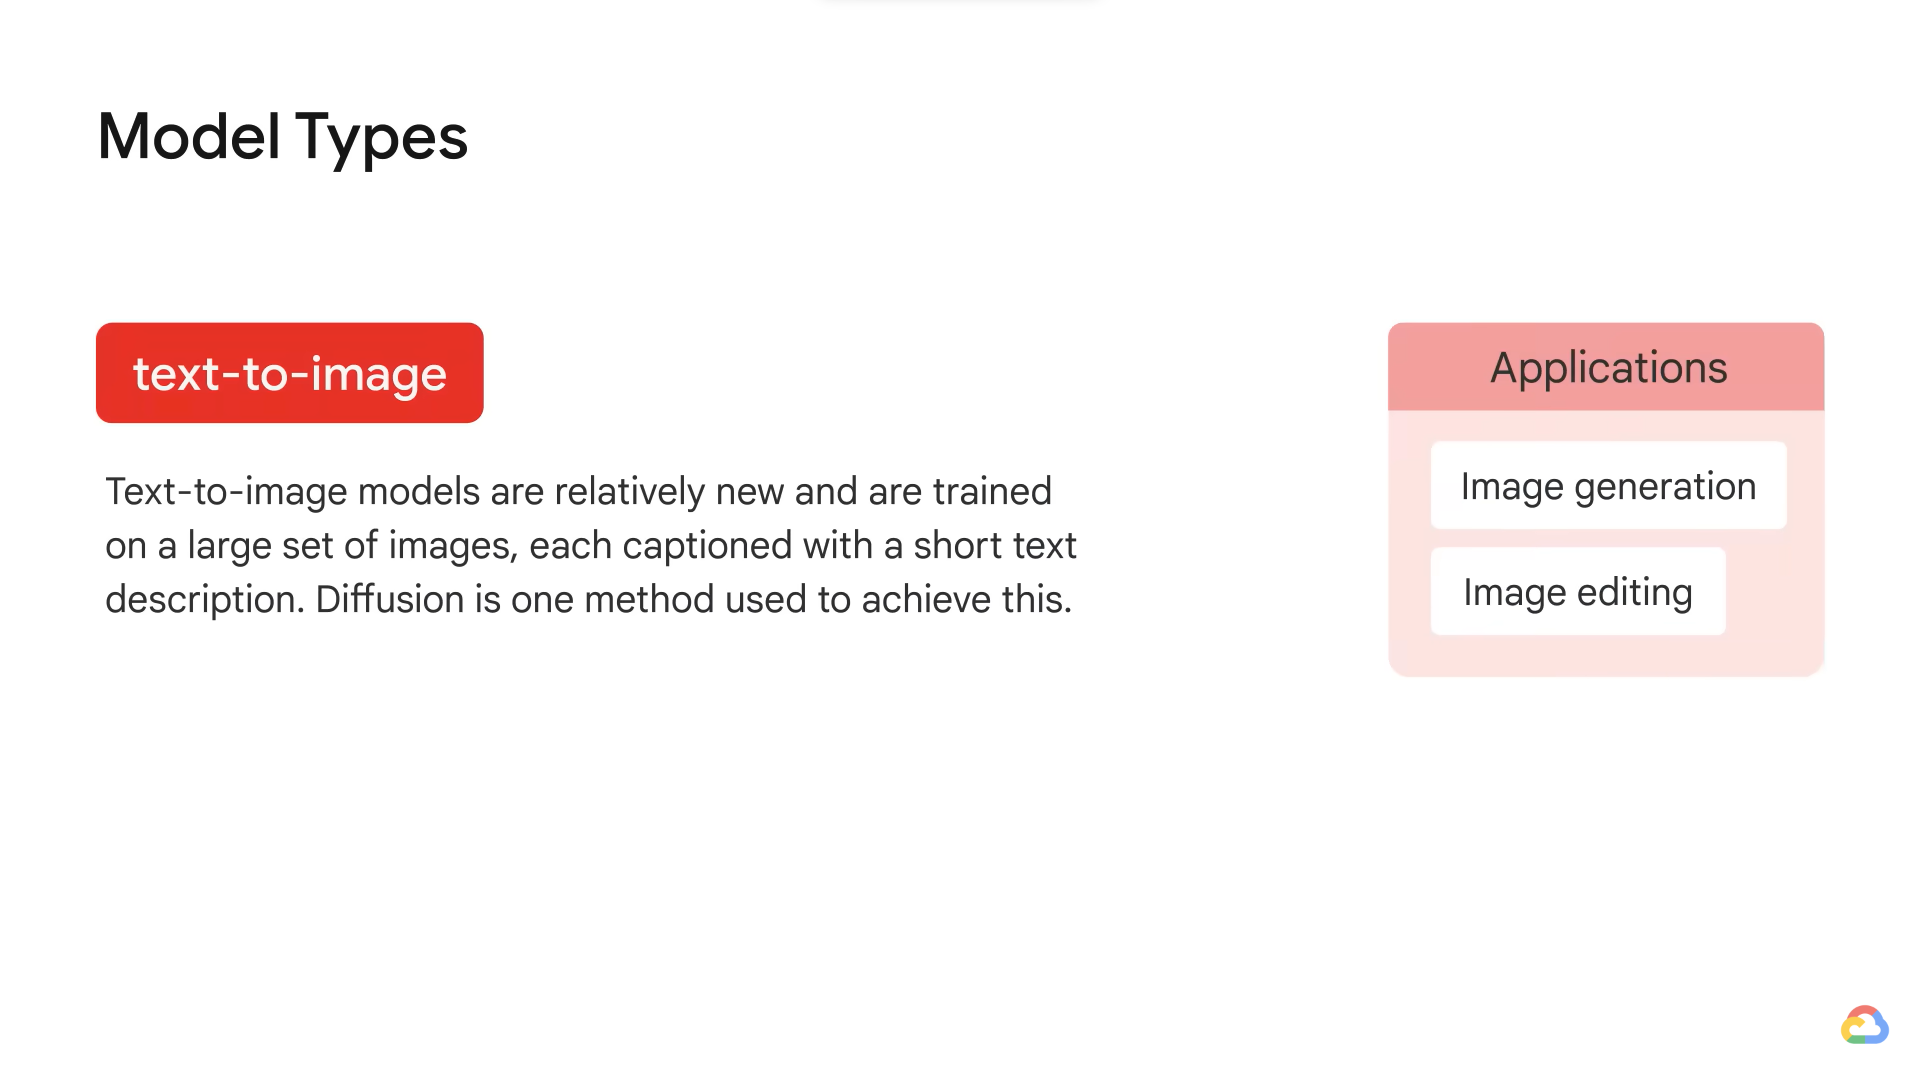 Model Types
text-to-image
Text-to-image models are relatively new and are trained
on a large set of images, each captioned with a short text
description. Diffusion is one method used to achieve this.
Applications
Image generation
Image editing